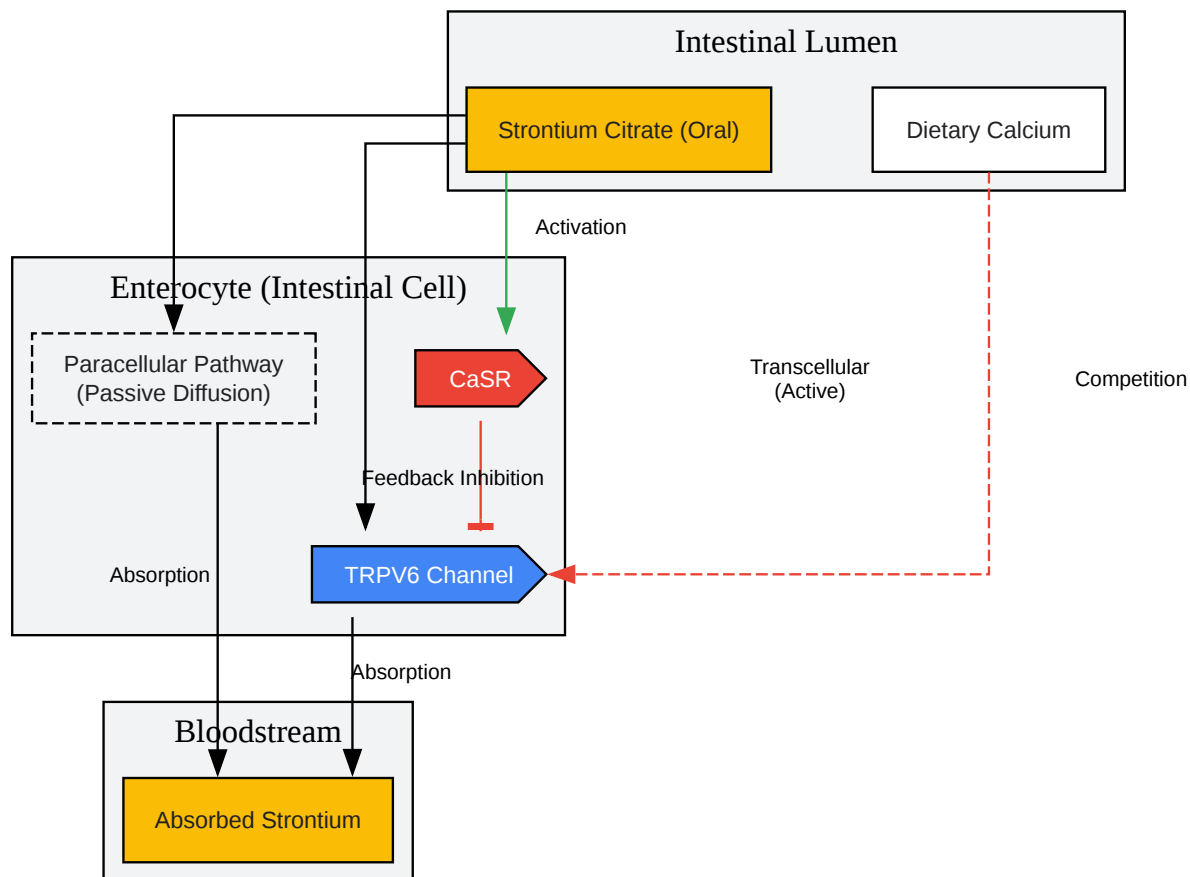 Intestinal Lumen
Strontium Citrate (Oral)
Dietary Calcium
Activation
Enterocyte (Intestinal Cell)
Paracellular Pathway
(Passive Diffusion)
CaSR
Transcellular
(Active)
Competition
Feedback Inhibition
Absorption
TRPV6 Channel
Absorption
Bloodstream
Absorbed Strontium